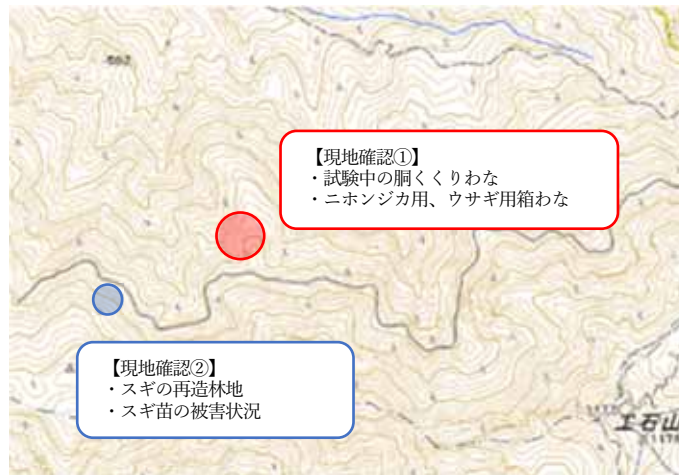 【現地確認①】
・試験中の胴くくりわな
・ニホンジカ用、ウサギ用箱わな
【現地確認②】
・スギの再造林地
・スギ苗の被害状況
工石山